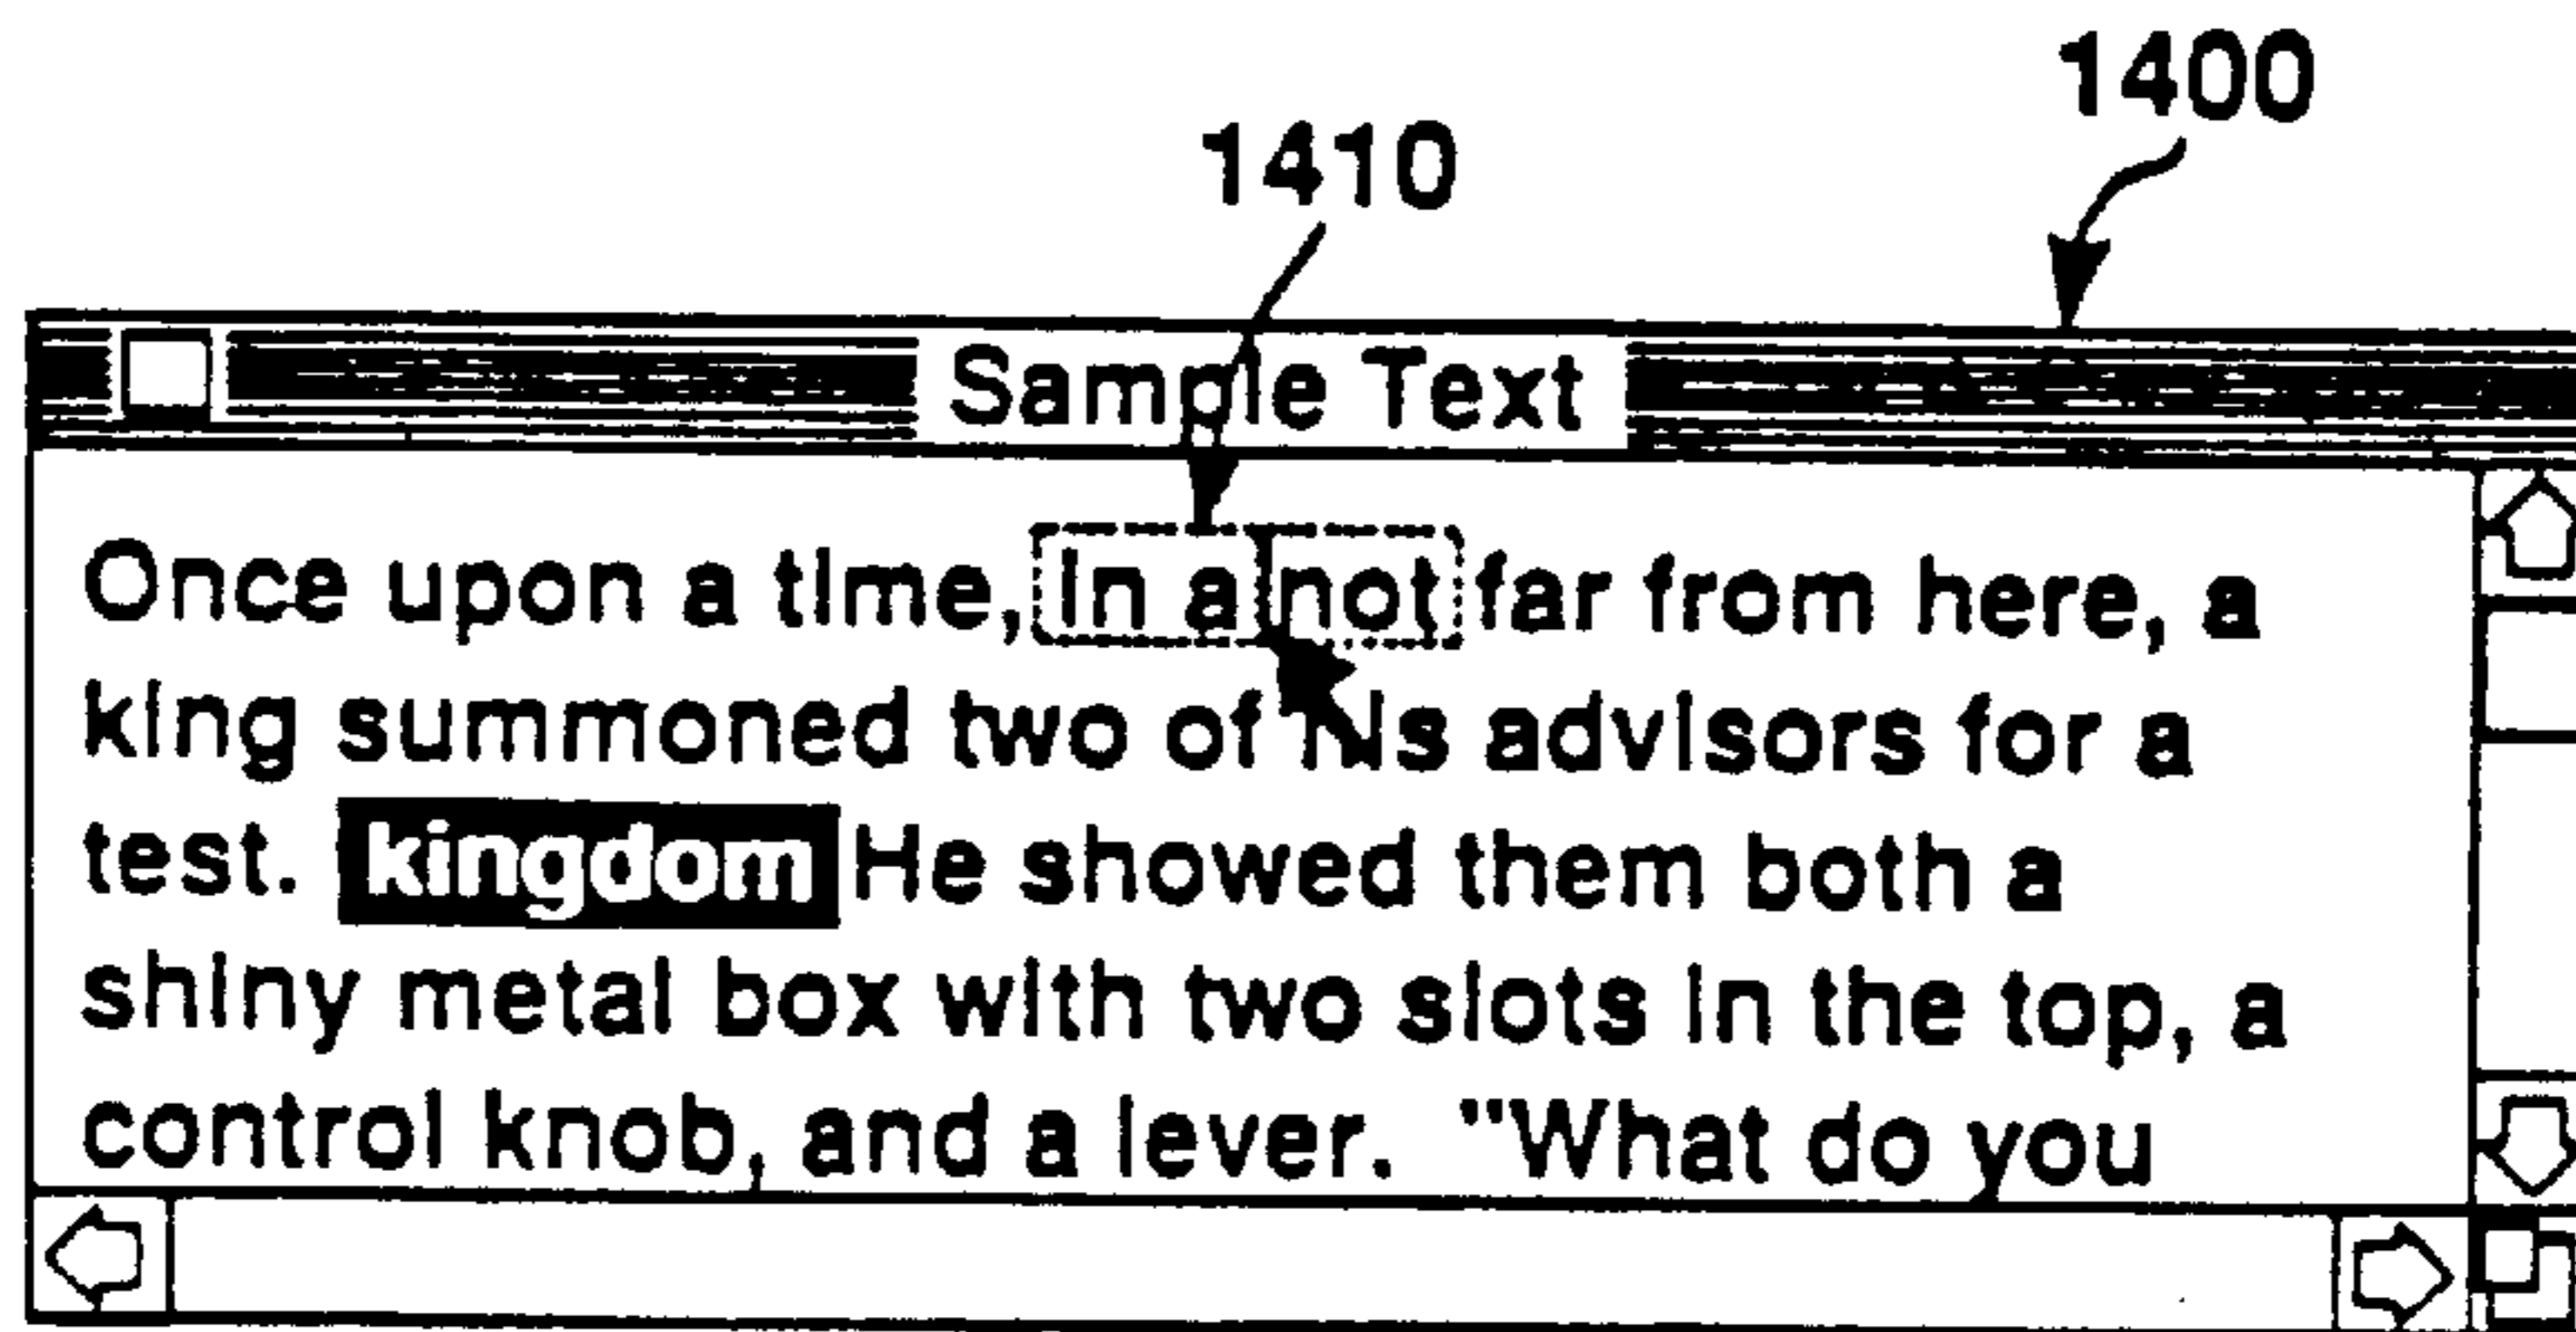 1400
1410
Sample Text
Once upon a time, in a not far from here, a
king summoned two of his advisors for a
test. kingdom He showed them both a
shiny metal box with two slots in the top, a
control knob, and a lever. "What do you